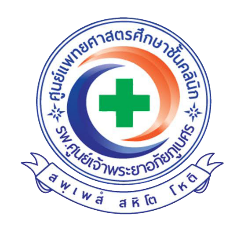 ศูนย์แพทยศาสตรศึกษาชั้นคลินิก
รพ.ศูนย์เจ้าพระยาอภัยภูเบศร
สพเพสํ สหิโต โหติ